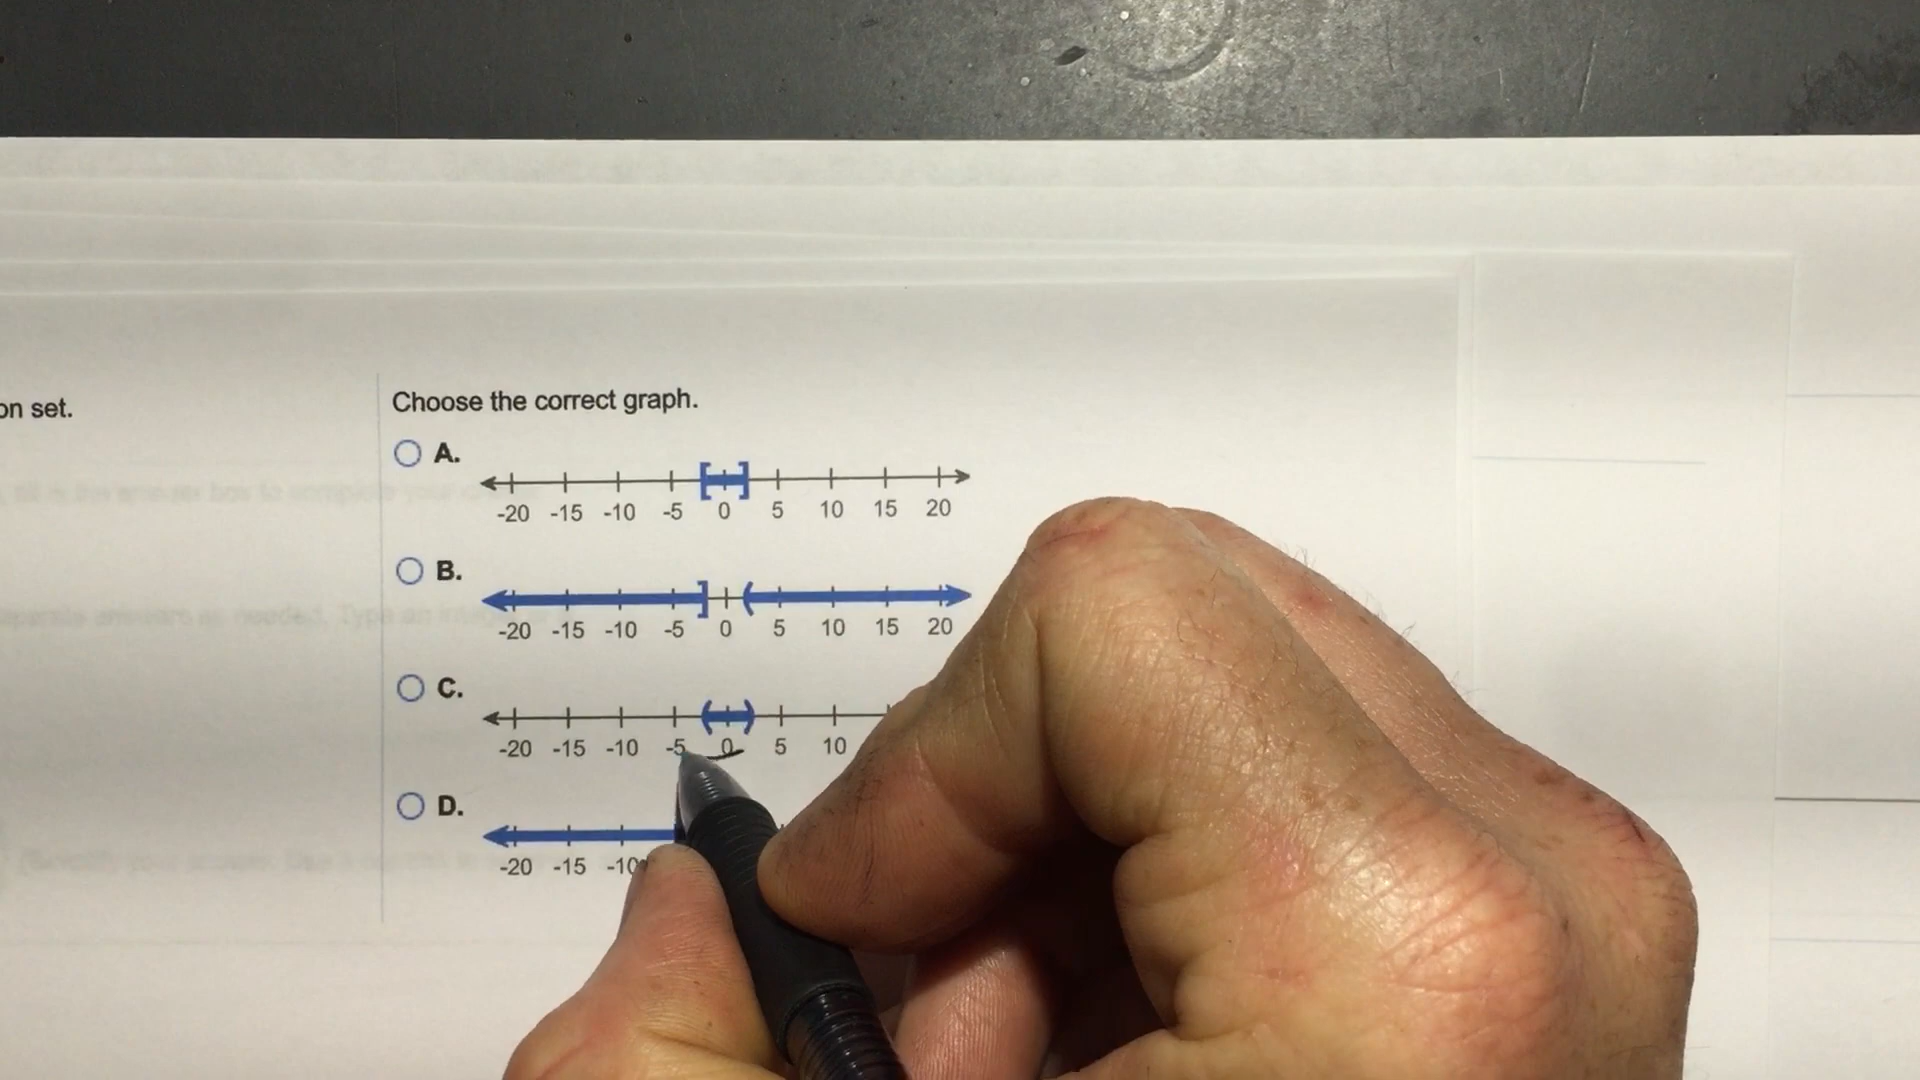 on set.
Choose the correct graph.
A.
-20 -15 -10 -5 0 5 10 15 20
B.
-20 -15 -10 -5 0 5 10 15 20
C.
-20 -15 -10 -5 0 5 10
D.
-20 -15 -10